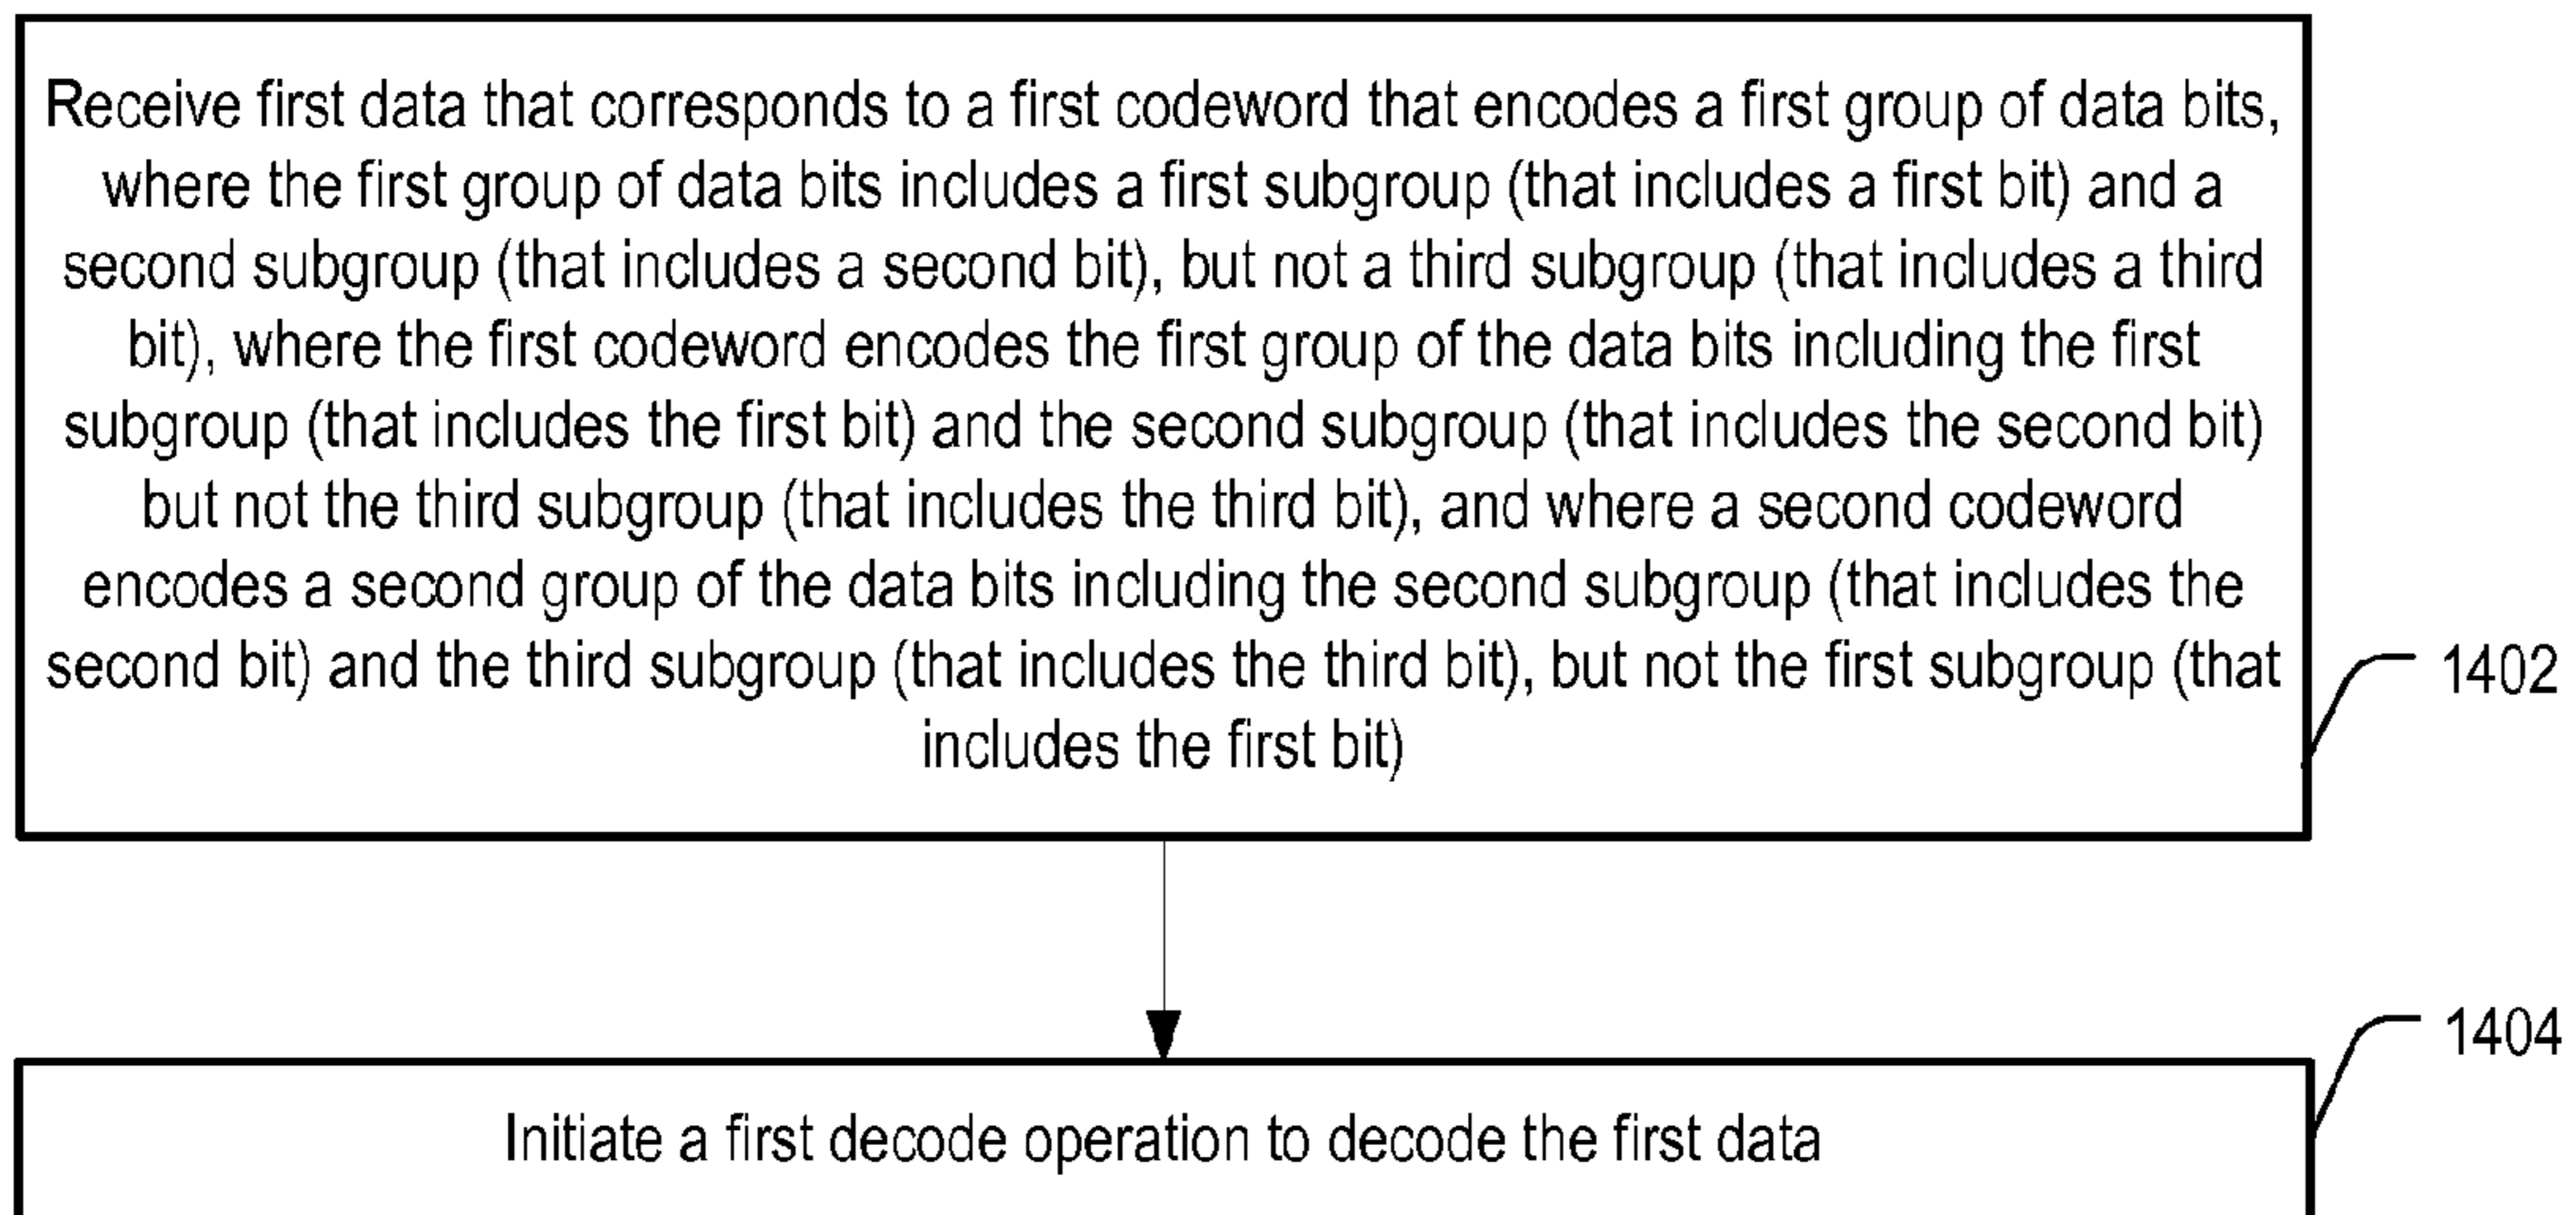 Receive first data that corresponds to a first codeword that encodes a first group of data bits,
where the first group of data bits includes a first subgroup (that includes a first bit) and a
second subgroup (that includes a second bit), but not a third subgroup (that includes a third
bit), where the first codeword encodes the first group of the data bits including the first
subgroup (that includes the first bit) and the second subgroup (that includes the second bit)
but not the third subgroup (that includes the third bit), and where a second codeword
encodes a second group of the data bits including the second subgroup (that includes the
second bit) and the third subgroup (that includes the third bit), but not the first subgroup (that
includes the first bit)
1402
1404
Initiate a first decode operation to decode the first data